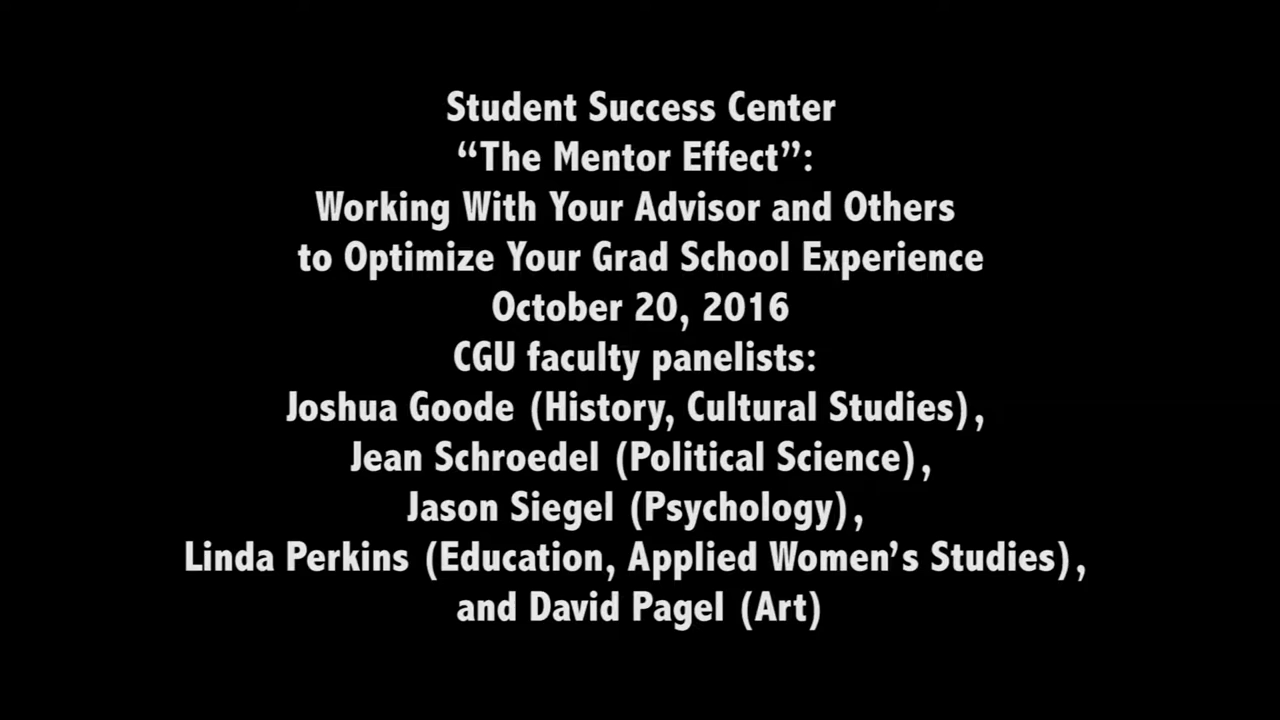 Student Success Center
“The Mentor Effect”:
Working With Your Advisor and Others
to Optimize Your Grad School Experience
October 20, 2016
CGU faculty panelists:
Joshua Goode (History, Cultural Studies),
Jean Schroedel (Political Science),
Jason Siegel (Psychology),
Linda Perkins (Education, Applied Women’s Studies),
and David Pagel (Art)